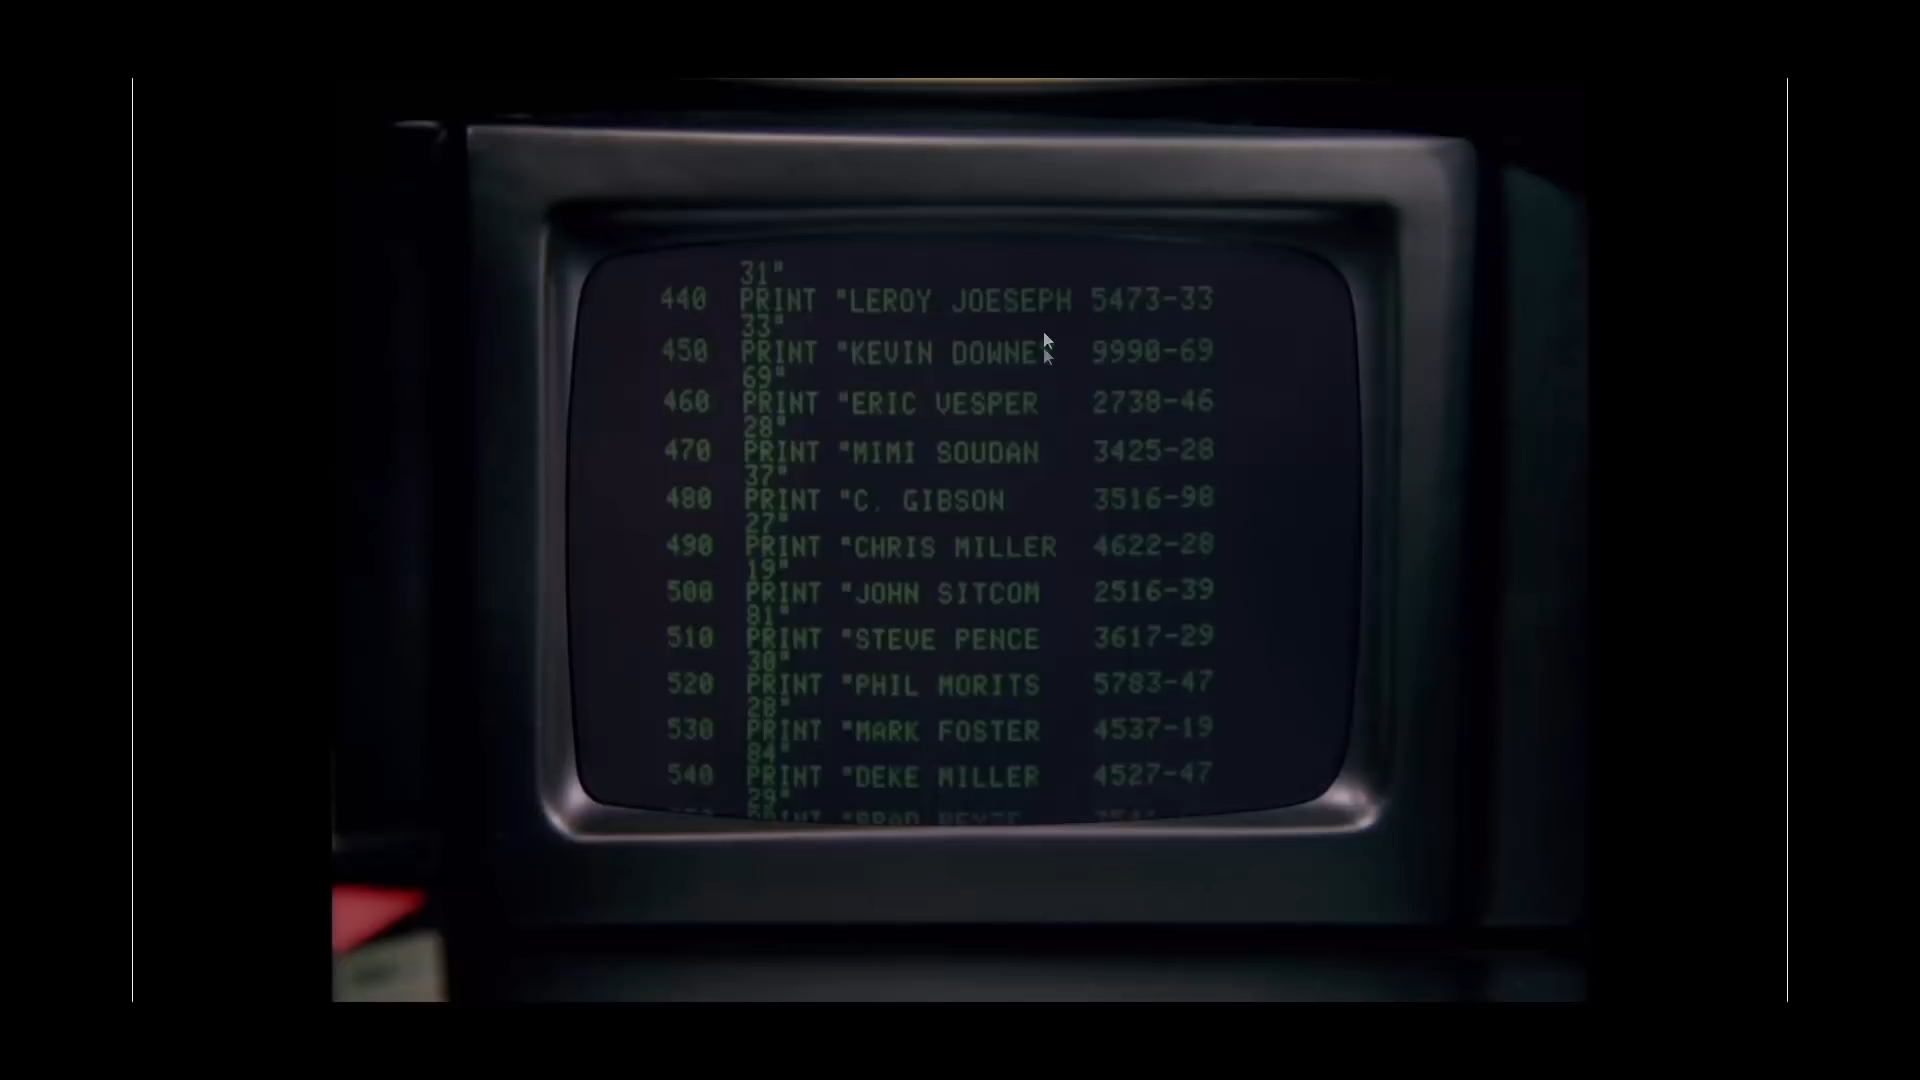 31"
440 PRINT "LEROY JOESEPH 5473-33
33"
450 PRINT "KEVIN DOWNEY 9990-69
69"
460 PRINT "ERIC VESPER 2738-46
28"
470 PRINT "MIMI SOUDAN 3425-28
37"
480 PRINT "C. GIBSON 3516-98
27"
490 PRINT "CHRIS MILLER 4622-28
19"
500 PRINT "JOHN SITCOM 2516-39
81"
510 PRINT "STEVE PENCE 3617-29
30"
520 PRINT "PHIL MORITS 5783-47
28"
530 PRINT "MARK FOSTER 4537-19
84"
540 PRINT "DEKE MILLER 4527-47
29"
PRINT "BRAD